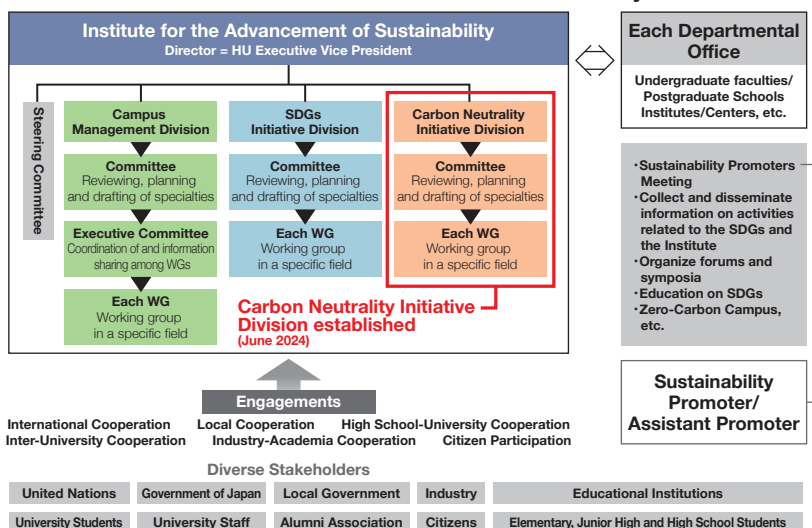 Institute for the Advancement of Sustainability
Director = HU Executive Vice President
Steering Committee
Campus
Management Division
Committee
Reviewing, planning
and drafting of specialties
Executive Committee
Coordination of and information
sharing among WGs
Each WG
Working group
in a specific field
SDGs
Initiative Division
Committee
Reviewing, planning
and drafting of specialties
Each WG
Working group
in a specific field
Carbon Neutrality
Initiative Division
Committee
Reviewing, planning
and drafting of specialties
Each WG
Working group
in a specific field
Carbon Neutrality Initiative
Division established
(June 2024)
Each Departmental
Office
Undergraduate faculties/
Postgraduate Schools
Institutes/Centers, etc.
・Sustainability Promoters
Meeting
・Collect and disseminate
information on activities
related to the SDGs and
the Institute
・Organize forums and
symposia
・Education on SDGs
・Zero-Carbon Campus,
etc.
Sustainability
Promoter/
Assistant Promoter
Engagements
International Cooperation Local Cooperation High School-University Cooperation
Inter-University Cooperation Industry-Academia Cooperation Citizen Participation
Diverse Stakeholders
United Nations Government of Japan Local Government Industry Educational Institutions
University Students University Staff Alumni Association Citizens Elementary, Junior High and High School Students